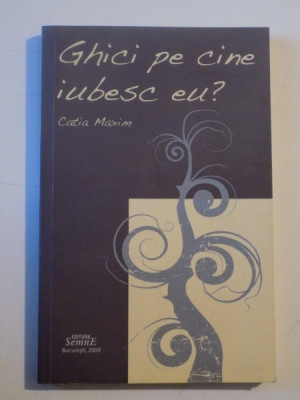 Ghici pe cine
iubesc eu?
Catia Maxim
EDITURA
SemnE
București, 2009